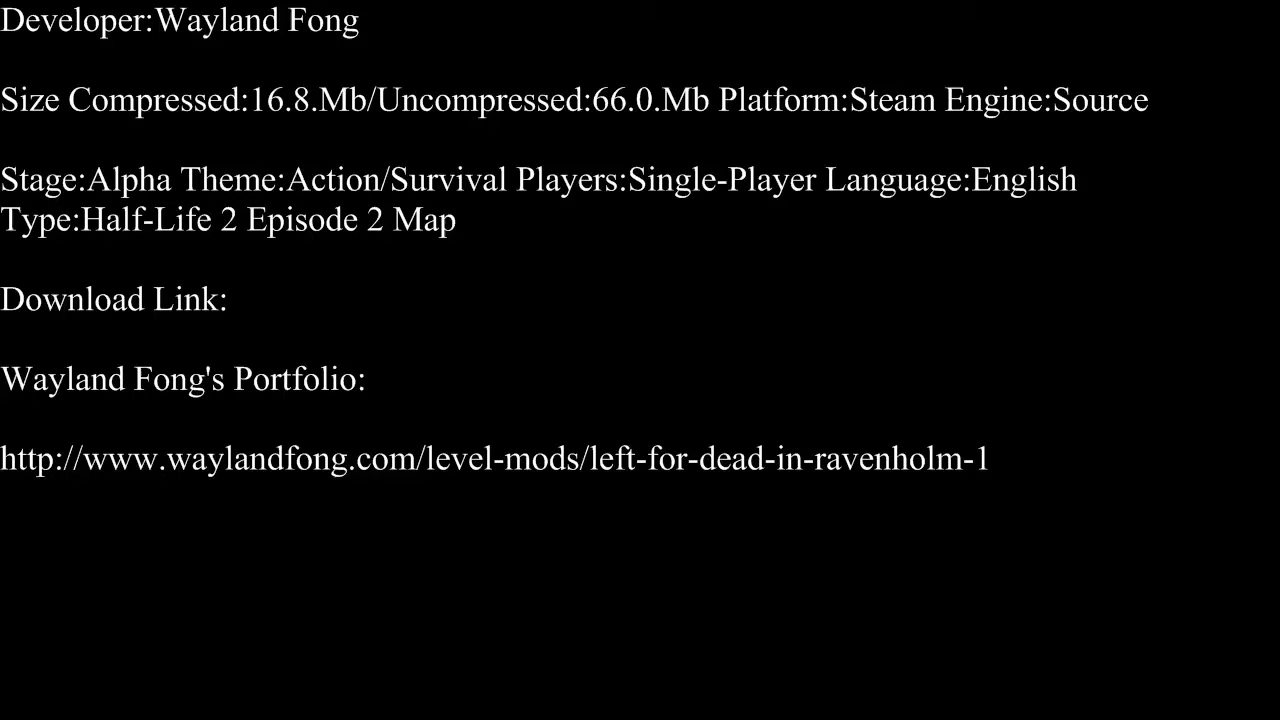 Developer:Wayland Fong
Size Compressed:16.8.Mb/Uncompressed:66.0.Mb Platform:Steam Engine:Source
Stage:Alpha Theme:Action/Survival Players:Single-Player Language:English
Type:Half-Life 2 Episode 2 Map
Download Link:
Wayland Fong's Portfolio:
http://www.waylandfong.com/level-mods/left-for-dead-in-ravenholm-1